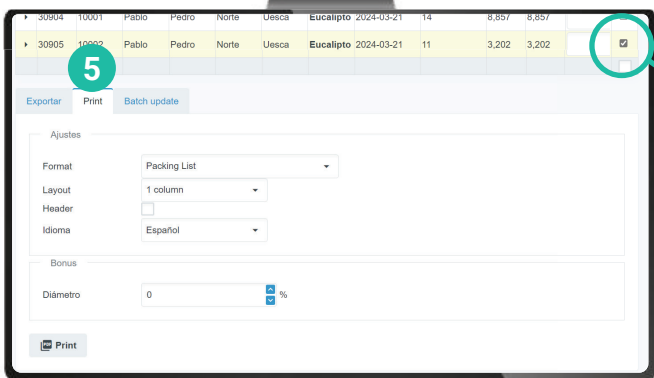 30904 10001 Pablo Pedro Norte Uesca Eucalipto 2024-03-21 14 8,857 8,857
30905 10002 Pablo Pedro Norte Uesca Eucalipto 2024-03-21 11 3,202 3,202
5
Exportar Print Batch update
Ajustes
Format Packing List
Layout 1 column
Header
Idioma Español
Bonus
Diámetro 0 %
PDF Print